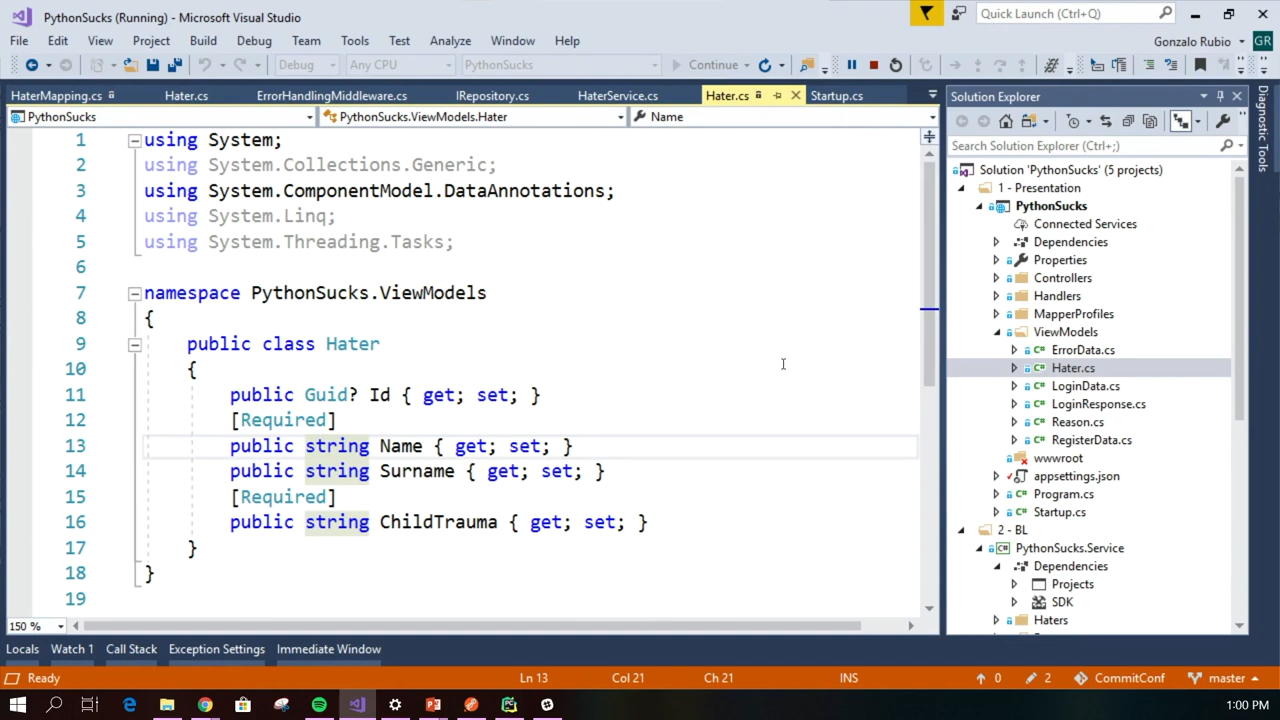 PythonSucks (Running) - Microsoft Visual Studio
Quick Launch (Ctrl+Q)
File Edit View Project Build Debug Team Tools Test Analyze Window Help
Gonzalo Rubio GR
Debug Any CPU PythonSucks Continue
HaterMapping.cs Hater.cs ErrorHandlingMiddleware.cs IRepository.cs HaterService.cs Hater.cs Startup.cs
PythonSucks PythonSucks.ViewModels.Hater Name
1 using System;
2 using System.Collections.Generic;
3 using System.ComponentModel.DataAnnotations;
4 using System.Linq;
5 using System.Threading.Tasks;
6
7 namespace PythonSucks.ViewModels
8 {
9 public class Hater
10 {
11 public Guid? Id { get; set; }
12 [Required]
13 public string Name { get; set; }
14 public string Surname { get; set; }
15 [Required]
16 public string ChildTrauma { get; set; }
17 }
18 }
19
150 %
Solution Explorer
Search Solution Explorer (Ctrl+;)
Solution 'PythonSucks' (5 projects)
1 - Presentation
PythonSucks
Connected Services
Dependencies
Properties
Controllers
Handlers
MapperProfiles
ViewModels
C# ErrorData.cs
C# Hater.cs
C# LoginData.cs
C# LoginResponse.cs
C# Reason.cs
C# RegisterData.cs
wwwroot
appsettings.json
C# Program.cs
C# Startup.cs
2 - BL
C# PythonSucks.Service
Dependencies
Projects
SDK
Haters
Diagnostic Tools
Locals Watch 1 Call Stack Exception Settings Immediate Window
Ready Ln 13 Col 21 Ch 21 INS 0 2 CommitConf master
1:00 PM